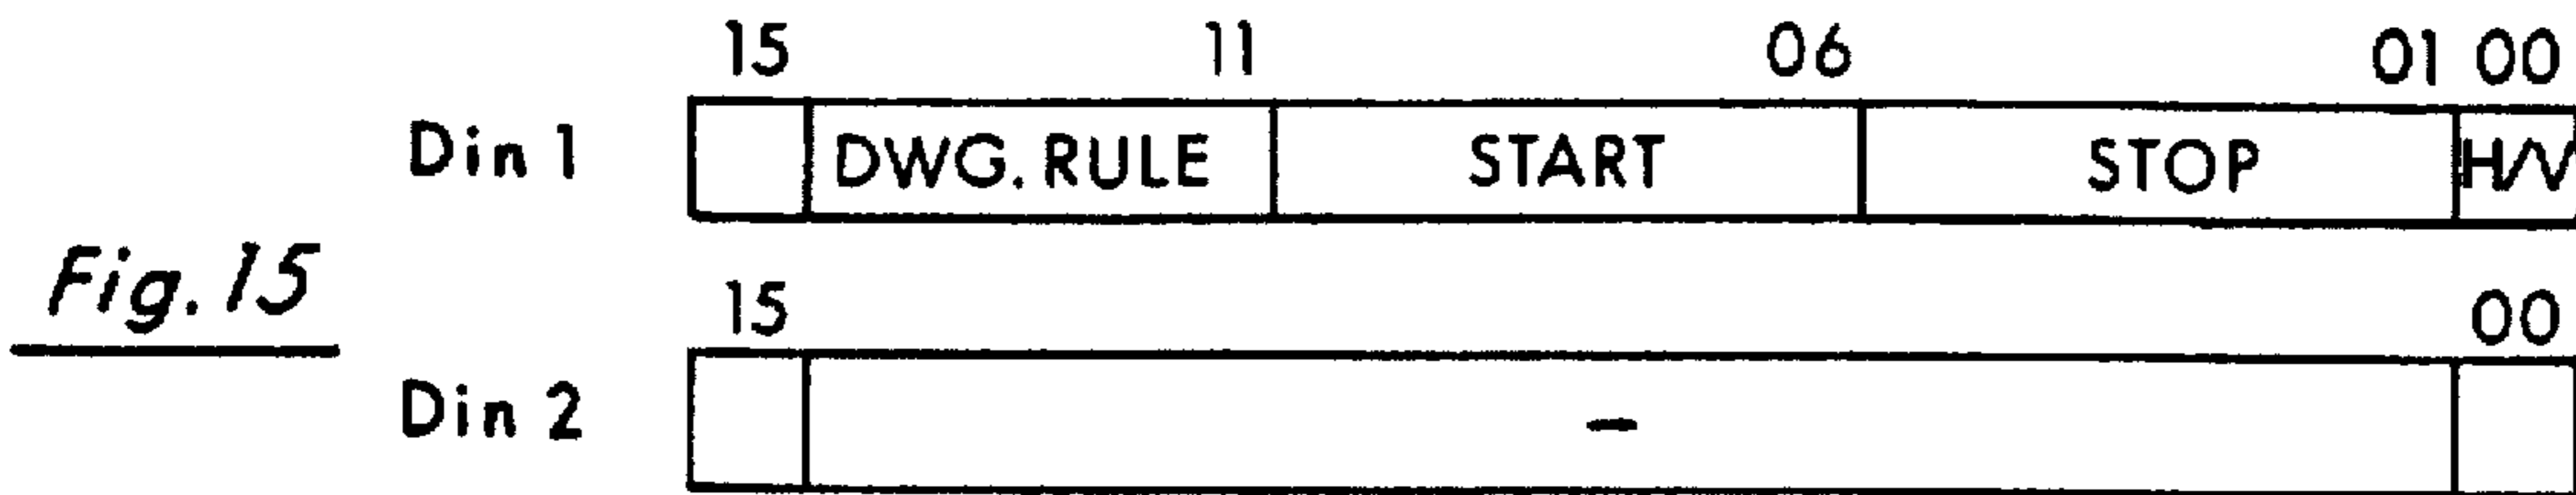 15 11 06 01 00
Din 1 DWG. RULE START STOP H/V
Fig. 15
15 00
Din 2 -